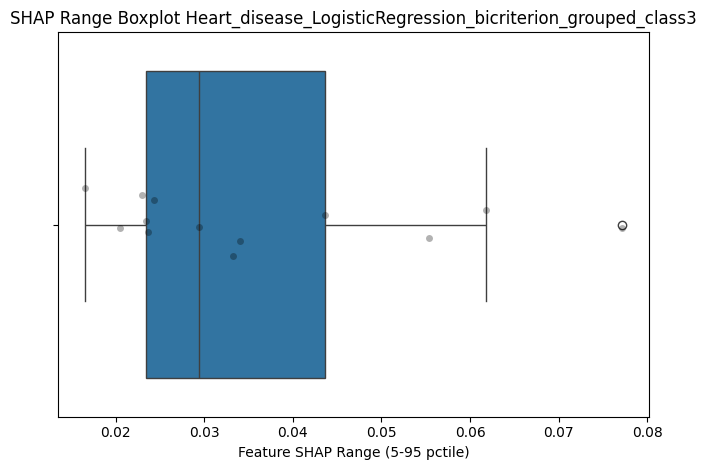 SHAP Range Boxplot Heart_disease_LogisticRegression_bicriterion_grouped_class3
0.02 0.03 0.04 0.05 0.06 0.07 0.08
Feature SHAP Range (5-95 pctile)